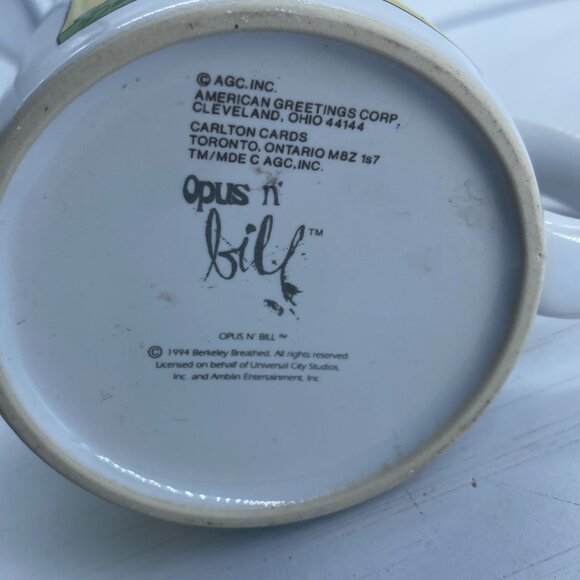 © AGC, INC.
AMERICAN GREETINGS CORP.
CLEVELAND, OHIO 44144
CARLTON CARDS
TORONTO, ONTARIO M8Z 1s7
TM/MDE C AGC, INC.
Opus n'
bill™
OPUS N' BILL ™
© 1994 Berkeley Breathed. All rights reserved.
Licensed on behalf of Universal City Studios,
Inc. and Amblin Entertainment, Inc.